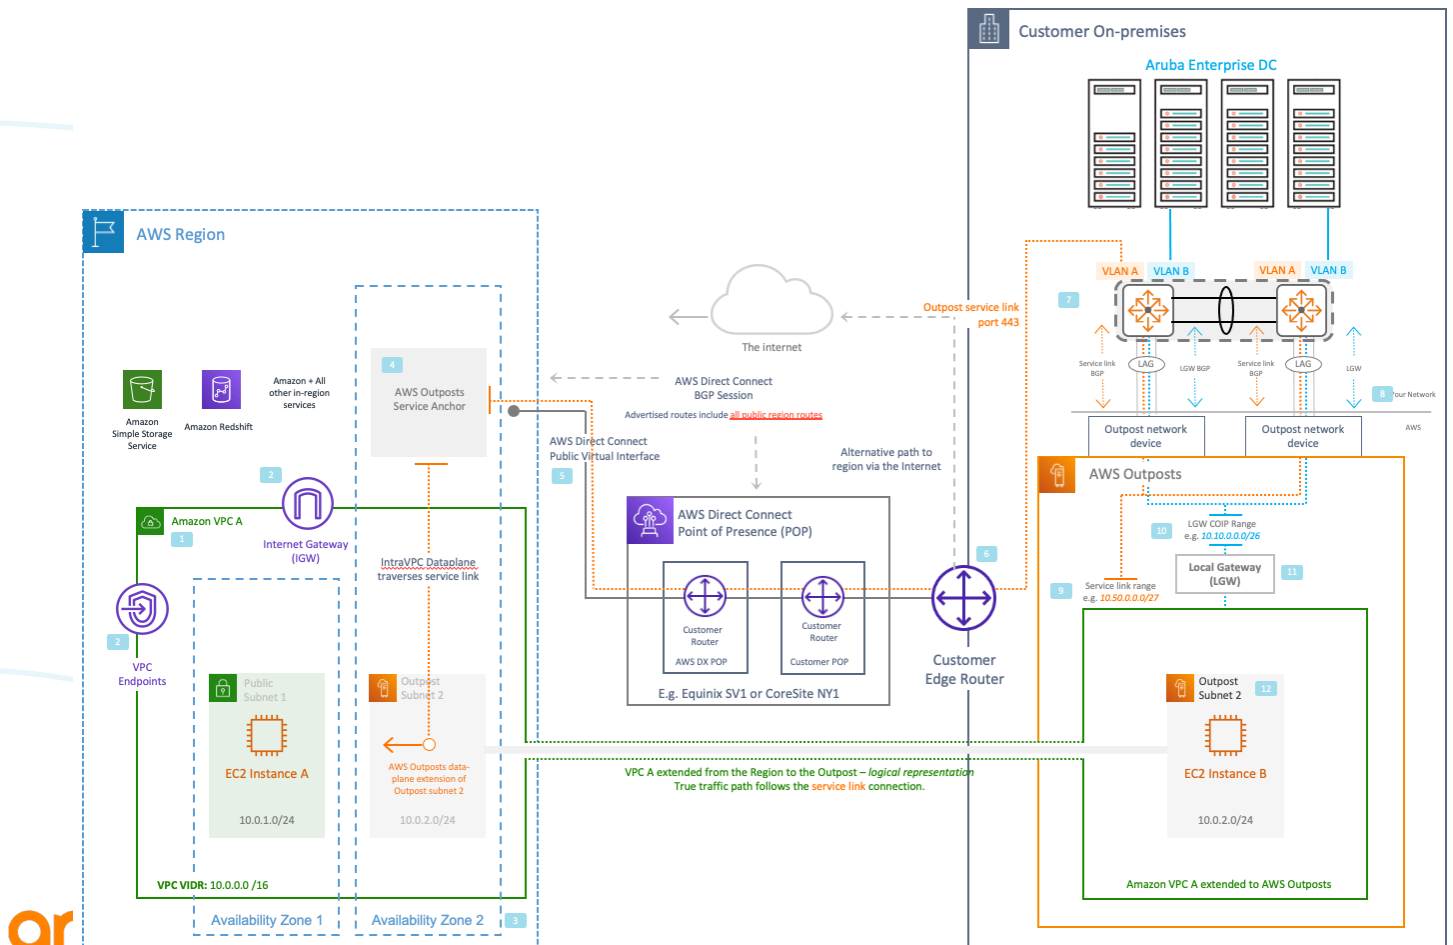 Customer On-premises
Aruba Enterprise DC
AWS Region
VLAN A
VLAN B
VLAN A
VLAN B
7
Outpost service link
port 443
The internet
Service link
BGP
LAG
LGW BGP
Service link
BGP
LAG
LGW
8
our Network
AWS
4
AWS Outposts
Service Anchor
AWS Direct Connect
BGP Session
Advertised routes include all public region routes
Amazon
Simple Storage
Service
Amazon Redshift
Amazon + All
other in-region
services
Outpost network
device
Outpost network
device
AWS Direct Connect
Public Virtual Interface
5
Alternative path to
region via the Internet
AWS Outposts
2
Internet Gateway
(IGW)
Amazon VPC A
1
AWS Direct Connect
Point of Presence (POP)
10
LGW COIP Range
e.g. 10.10.0.0/26
IntraVPC Dataplane
traverses service link
6
Local Gateway
(LGW)
11
9
Service link range
e.g. 10.50.0.0/27
2
VPC
Endpoints
Customer
Router
AWS DX POP
Customer
Router
Customer POP
E.g. Equinix SV1 or CoreSite NY1
Customer
Edge Router
Public
Subnet 1
EC2 Instance A
10.0.1.0/24
Outpost
Subnet 2
AWS Outposts data-
plane extension of
Outpost subnet 2
10.0.2.0/24
Outpost
Subnet 2
12
EC2 Instance B
10.0.2.0/24
VPC A extended from the Region to the Outpost – logical representation
True traffic path follows the service link connection.
VPC VIDR: 10.0.0.0 /16
Amazon VPC A extended to AWS Outposts
Availability Zone 1
Availability Zone 2
3
ar